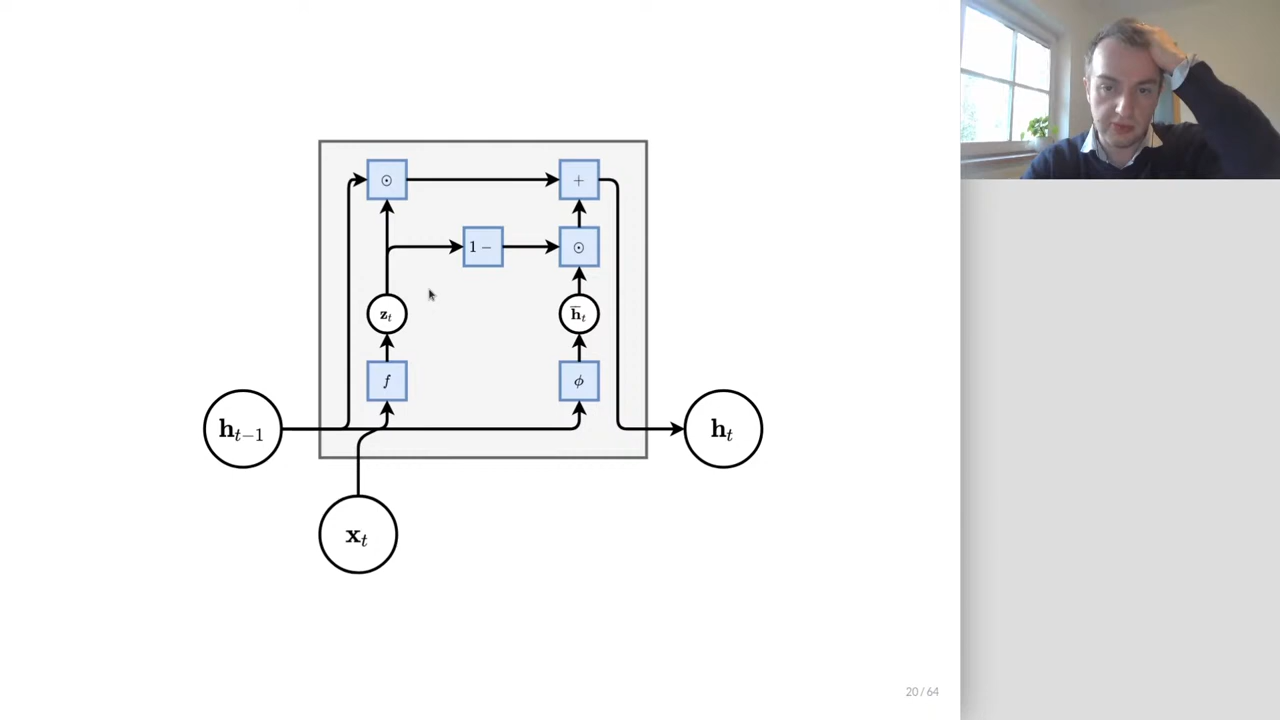 ⊙
+
1 −
⊙
z_t
h̅_t
f
ϕ
h_{t−1}
h_t
x_t
20 / 64